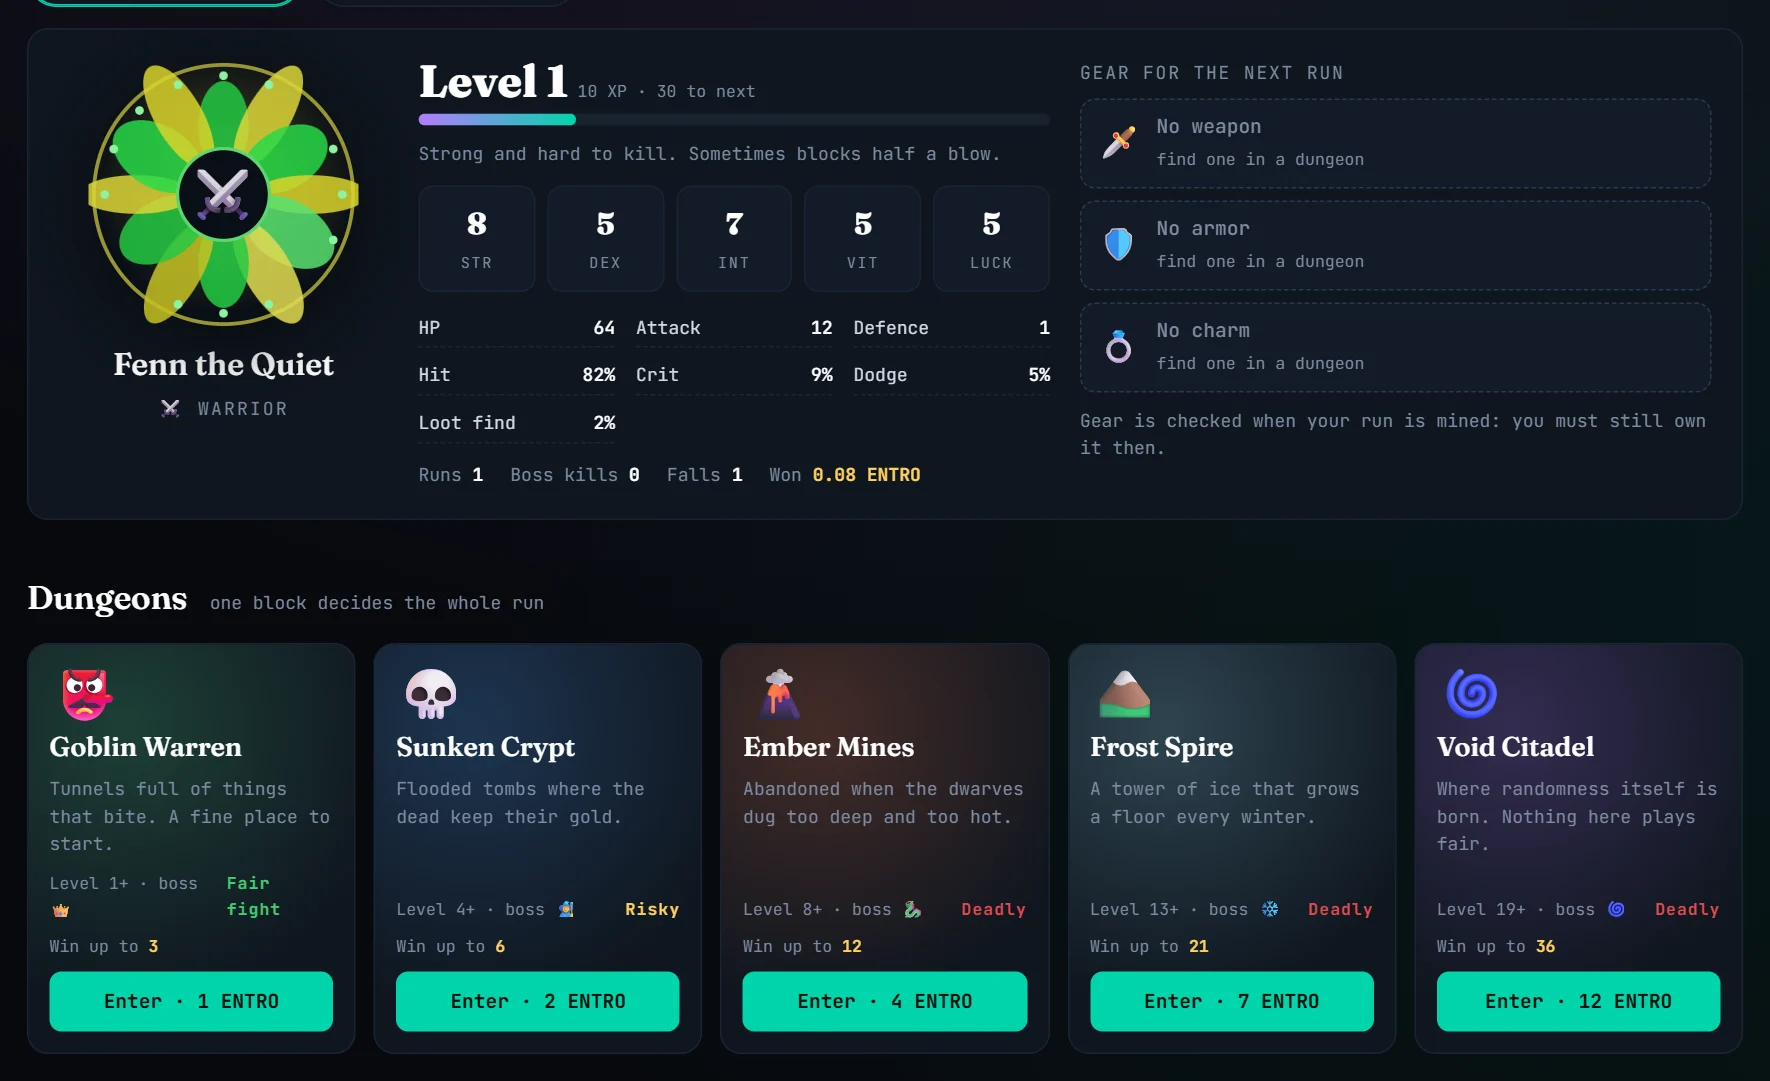 Fenn the Quiet
WARRIOR
Level 1 10 XP · 30 to next
Strong and hard to kill. Sometimes blocks half a blow.
8 5 7 5 5
STR DEX INT VIT LUCK
HP 64 Attack 12 Defence 1
Hit 82% Crit 9% Dodge 5%
Loot find 2%
Runs 1 Boss kills 0 Falls 1 Won 0.08 ENTRO
GEAR FOR THE NEXT RUN
No weapon
find one in a dungeon
No armor
find one in a dungeon
No charm
find one in a dungeon
Gear is checked when your run is mined: you must still own
it then.
Dungeons one block decides the whole run
Goblin Warren
Tunnels full of things
that bite. A fine place to
start.
Level 1+ · boss Fair
fight
Win up to 3
Enter · 1 ENTRO
Sunken Crypt
Flooded tombs where the
dead keep their gold.
Level 4+ · boss Risky
Win up to 6
Enter · 2 ENTRO
Ember Mines
Abandoned when the dwarves
dug too deep and too hot.
Level 8+ · boss Deadly
Win up to 12
Enter · 4 ENTRO
Frost Spire
A tower of ice that grows
a floor every winter.
Level 13+ · boss Deadly
Win up to 21
Enter · 7 ENTRO
Void Citadel
Where randomness itself is
born. Nothing here plays
fair.
Level 19+ · boss Deadly
Win up to 36
Enter · 12 ENTRO